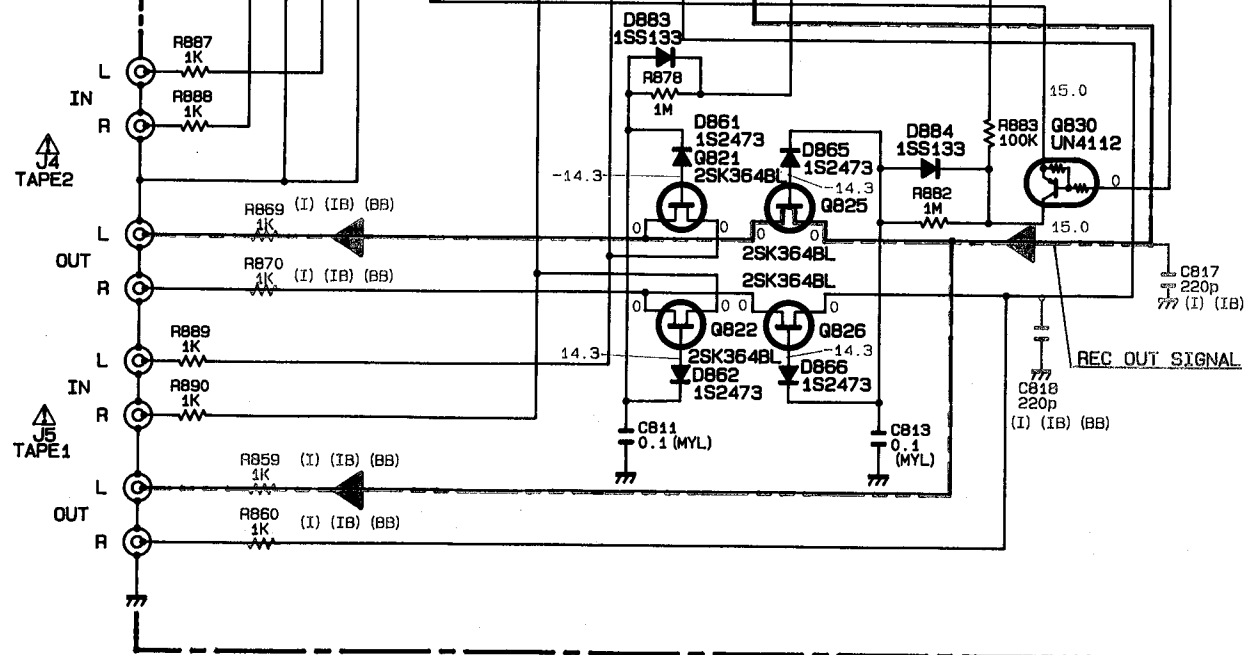 D883
1SS133
R887
1K
L
R878
1M
IN
15.0
R888
1K
R
D861
1S2473
Q821
2SK364BL
D865
1S2473
D884
1SS133
R883
100K
Q830
UN4112
J4
TAPE2
-14.3
-14.3
0
R882
1M
Q825
R869
1K
(I) (IB) (BB)
L
0
0
0
0
15.0
OUT
2SK364BL
R870
1K
(I) (IB) (BB)
R
2SK364BL
C817
220p
(I) (IB)
0
0
0
0
Q822
Q826
R889
1K
L
14.3
2SK364BL
-14.3
REC OUT SIGNAL
IN
D862
1S2473
D866
1S2473
C818
220p
(I) (IB) (BB)
R890
1K
R
J5
TAPE1
C811
0.1 (MYL)
C813
0.1
(MYL)
R859
1K
(I) (IB) (BB)
L
OUT
R860
1K
(I) (IB) (BB)
R